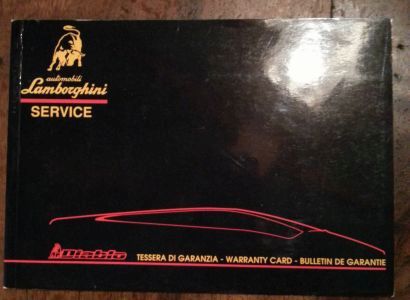 automobili
Lamborghini
SERVICE
Diablo
TESSERA DI GARANZIA - WARRANTY CARD - BULLETIN DE GARANTIE